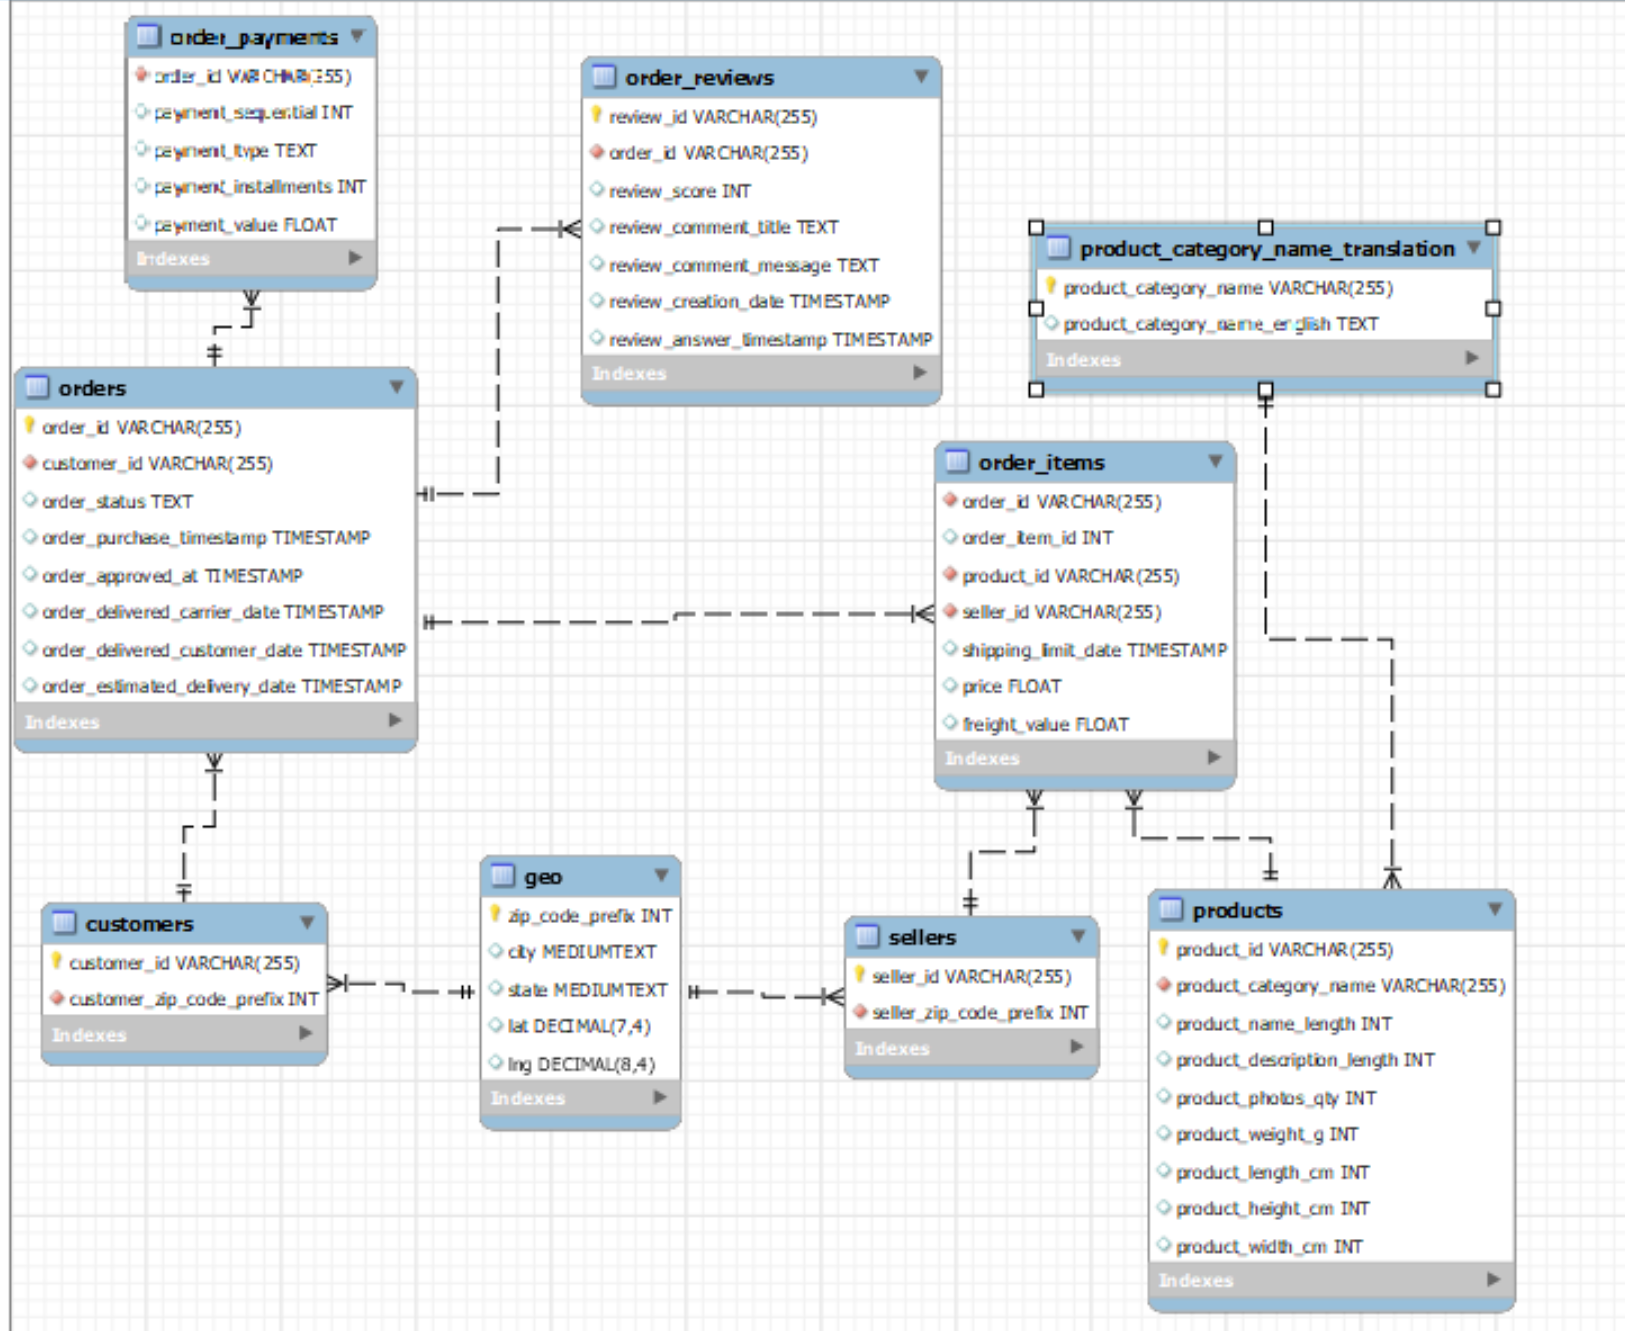 order_payments
order_id VARCHAR(255)
payment_sequential INT
payment_type TEXT
payment_installments INT
payment_value FLOAT
Indexes
order_reviews
review_id VARCHAR(255)
order_id VARCHAR(255)
review_score INT
review_comment_title TEXT
review_comment_message TEXT
review_creation_date TIMESTAMP
review_answer_timestamp TIMESTAMP
Indexes
product_category_name_translation
product_category_name VARCHAR(255)
product_category_name_english TEXT
Indexes
orders
order_id VARCHAR(255)
customer_id VARCHAR(255)
order_status TEXT
order_purchase_timestamp TIMESTAMP
order_approved_at TIMESTAMP
order_delivered_carrier_date TIMESTAMP
order_delivered_customer_date TIMESTAMP
order_estimated_delivery_date TIMESTAMP
Indexes
order_items
order_id VARCHAR(255)
order_item_id INT
product_id VARCHAR(255)
seller_id VARCHAR(255)
shipping_limit_date TIMESTAMP
price FLOAT
freight_value FLOAT
Indexes
customers
customer_id VARCHAR(255)
customer_zip_code_prefix INT
Indexes
geo
zip_code_prefix INT
city MEDIUMTEXT
state MEDIUMTEXT
lat DECIMAL(7,4)
lng DECIMAL(8,4)
Indexes
sellers
seller_id VARCHAR(255)
seller_zip_code_prefix INT
Indexes
products
product_id VARCHAR(255)
product_category_name VARCHAR(255)
product_name_length INT
product_description_length INT
product_photos_qty INT
product_weight_g INT
product_length_cm INT
product_height_cm INT
product_width_cm INT
Indexes